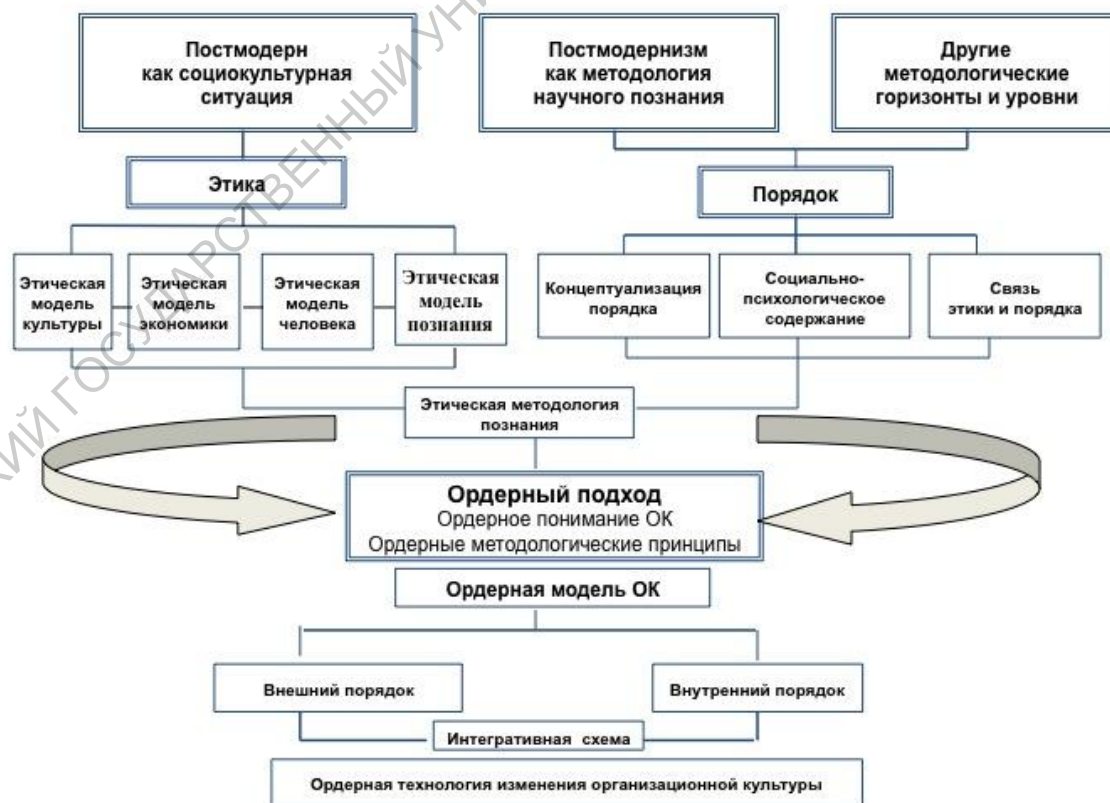 Постмодерн
как социокультурная
ситуация
Постмодернизм
как методология
научного познания
Другие
методологические
горизонты и уровни
Этика
Порядок
Этическая
модель
культуры
Этическая
модель
экономики
Этическая
модель
человека
Этическая
модель
познания
Концептуализация
порядка
Социально-
психологическое
содержание
Связь
этики и порядка
Этическая методология
познания
Ордерный подход
Ордерное понимание ОК
Ордерные методологические принципы
Ордерная модель ОК
Внешний порядок
Внутренний порядок
Интегративная схема
Ордерная технология изменения организационной культуры
ГОСУДАРСТВЕННЫЙ